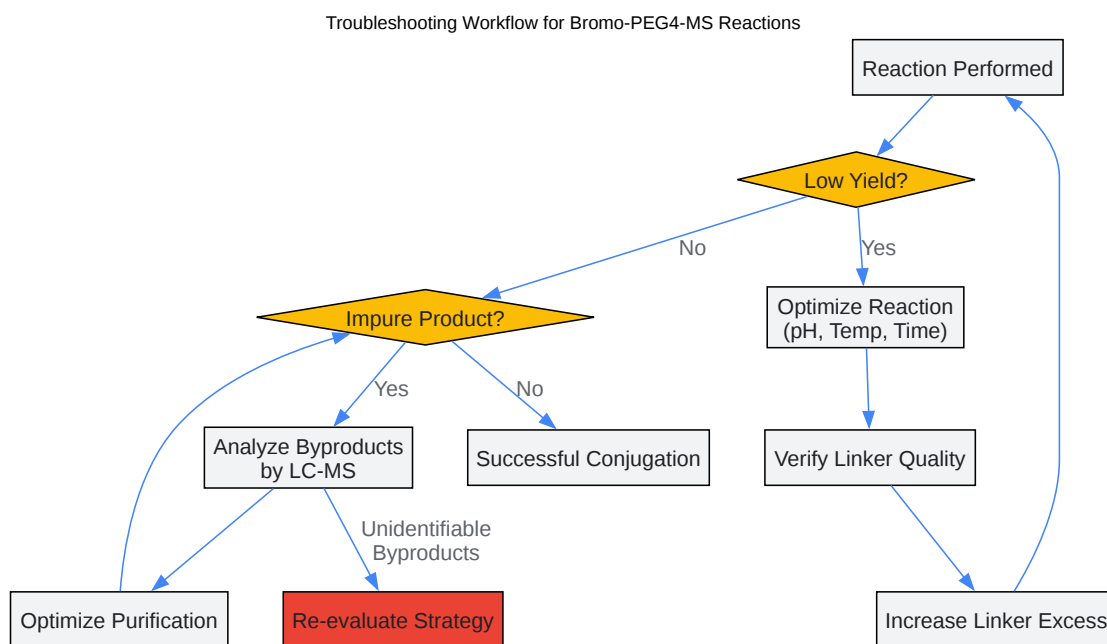 Troubleshooting Workflow for Bromo-PEG4-MS Reactions
Reaction Performed
Low Yield?
No
Yes
Impure Product?
Optimize Reaction
(pH, Temp, Time)
Yes
No
Analyze Byproducts
by LC-MS
Successful Conjugation
Verify Linker Quality
Unidentifiable
Byproducts
Optimize Purification
Re-evaluate Strategy
Increase Linker Excess